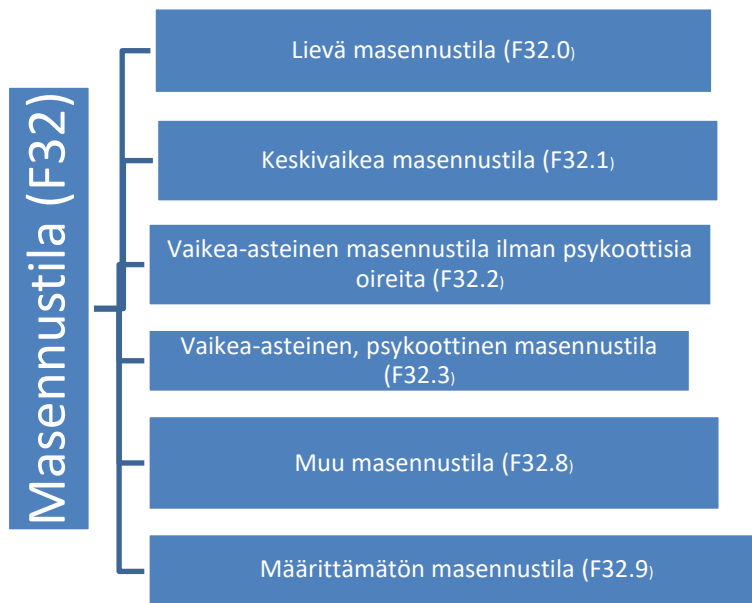 Masennustila (F32)
Lievä masennustila (F32.0)
Keskivaikea masennustila (F32.1)
Vaikea-asteinen masennustila ilman psykoottisia
oireita (F32.2)
Vaikea-asteinen, psykoottinen masennustila
(F32.3)
Muu masennustila (F32.8)
Määrittämätön masennustila (F32.9)